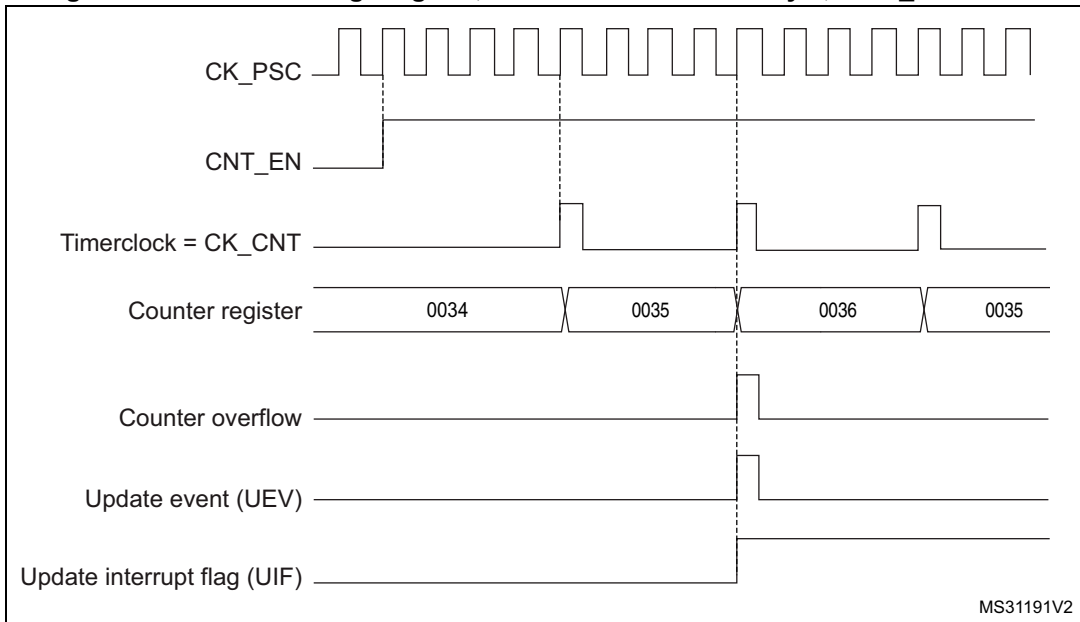 CK_PSC
CNT_EN
Timerclock = CK_CNT
Counter register 0034 0035 0036 0035
Counter overflow
Update event (UEV)
Update interrupt flag (UIF)
MS31191V2